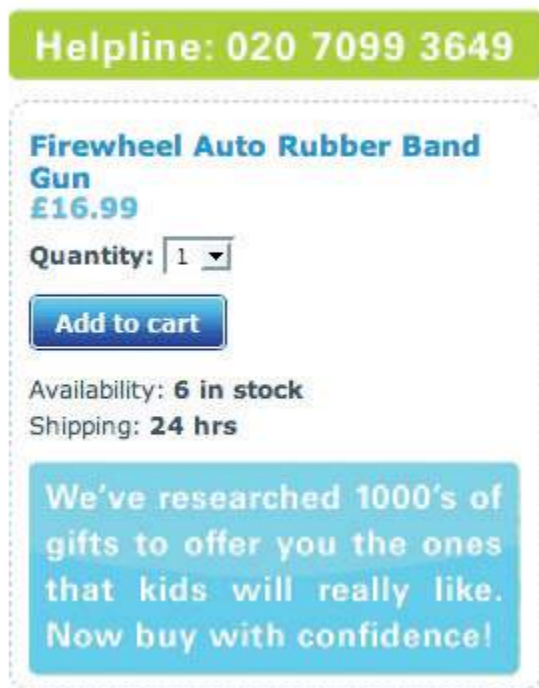 Helpline: 020 7099 3649
Firewheel Auto Rubber Band
Gun
£16.99
Quantity: 1
Add to cart
Availability: 6 in stock
Shipping: 24 hrs
We've researched 1000's of
gifts to offer you the ones
that kids will really like.
Now buy with confidence!